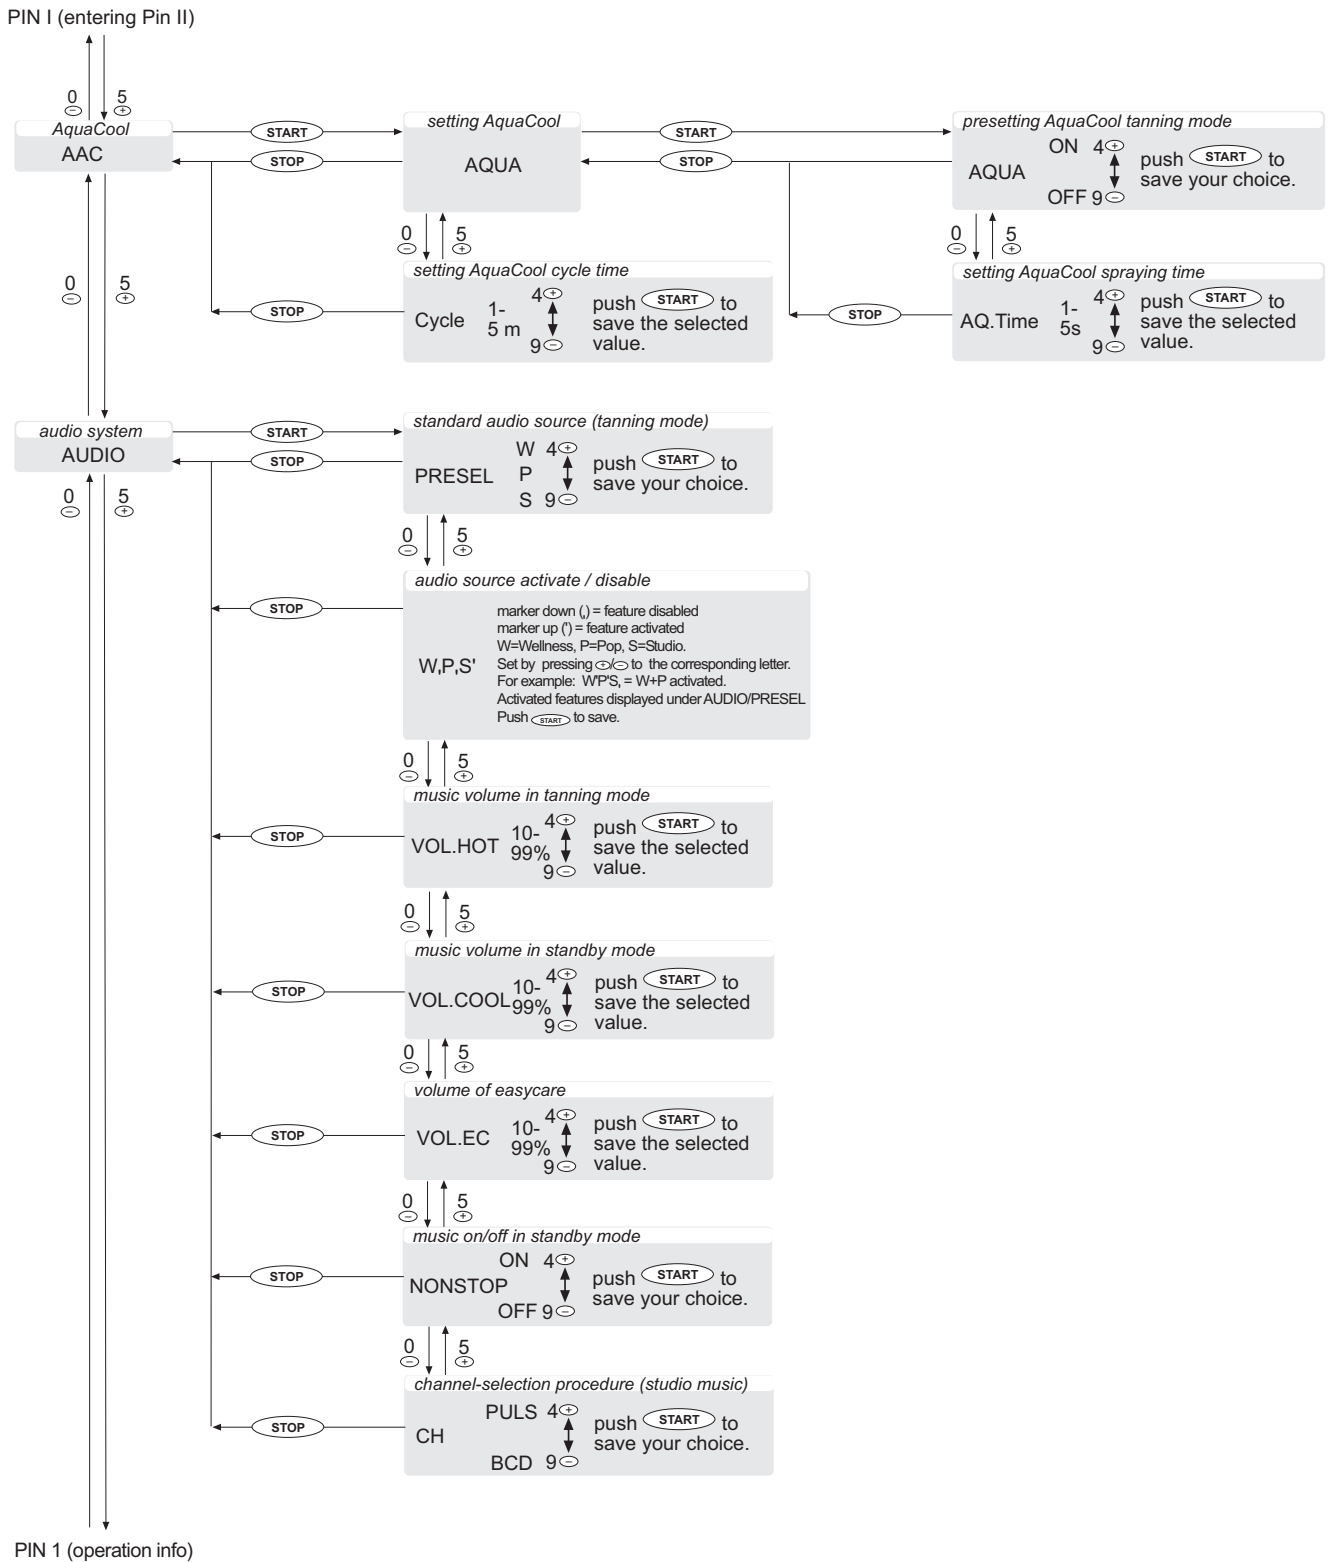 PIN I (entering Pin II)
0 5
AquaCool
AAC
START
STOP
setting AquaCool
AQUA
START
STOP
presetting AquaCool tanning mode
ON 4+
AQUA
OFF 9–
push START to
save your choice.
0 5
– +
0 5
– +
0 5
– +
setting AquaCool cycle time
Cycle
1-
5 m
4+
9–
push START to
save the selected
value.
STOP
setting AquaCool spraying time
AQ.Time
1-
5s
4+
9–
push START to
save the selected
value.
STOP
audio system
AUDIO
START
STOP
0 5
– +
standard audio source (tanning mode)
PRESEL
W 4+
P
S 9–
push START to
save your choice.
0 5
– +
audio source activate / disable
STOP
W,P,S'
marker down (,) = feature disabled
marker up (') = feature activated
W=Wellness, P=Pop, S=Studio.
Set by pressing +/– to the corresponding letter.
For example: W'P'S, = W+P activated.
Activated features displayed under AUDIO/PRESEL
Push START to save.
0 5
– +
music volume in tanning mode
STOP
VOL.HOT
10-
99%
4+
9–
push START to
save the selected
value.
0 5
– +
music volume in standby mode
STOP
VOL.COOL
10-
99%
4+
9–
push START to
save the selected
value.
0 5
– +
volume of easycare
STOP
VOL.EC
10-
99%
4+
9–
push START to
save the selected
value.
0 5
– +
music on/off in standby mode
STOP
NONSTOP
ON 4+
OFF 9–
push START to
save your choice.
0 5
– +
channel-selection procedure (studio music)
STOP
CH
PULS 4+
BCD 9–
push START to
save your choice.
PIN 1 (operation info)